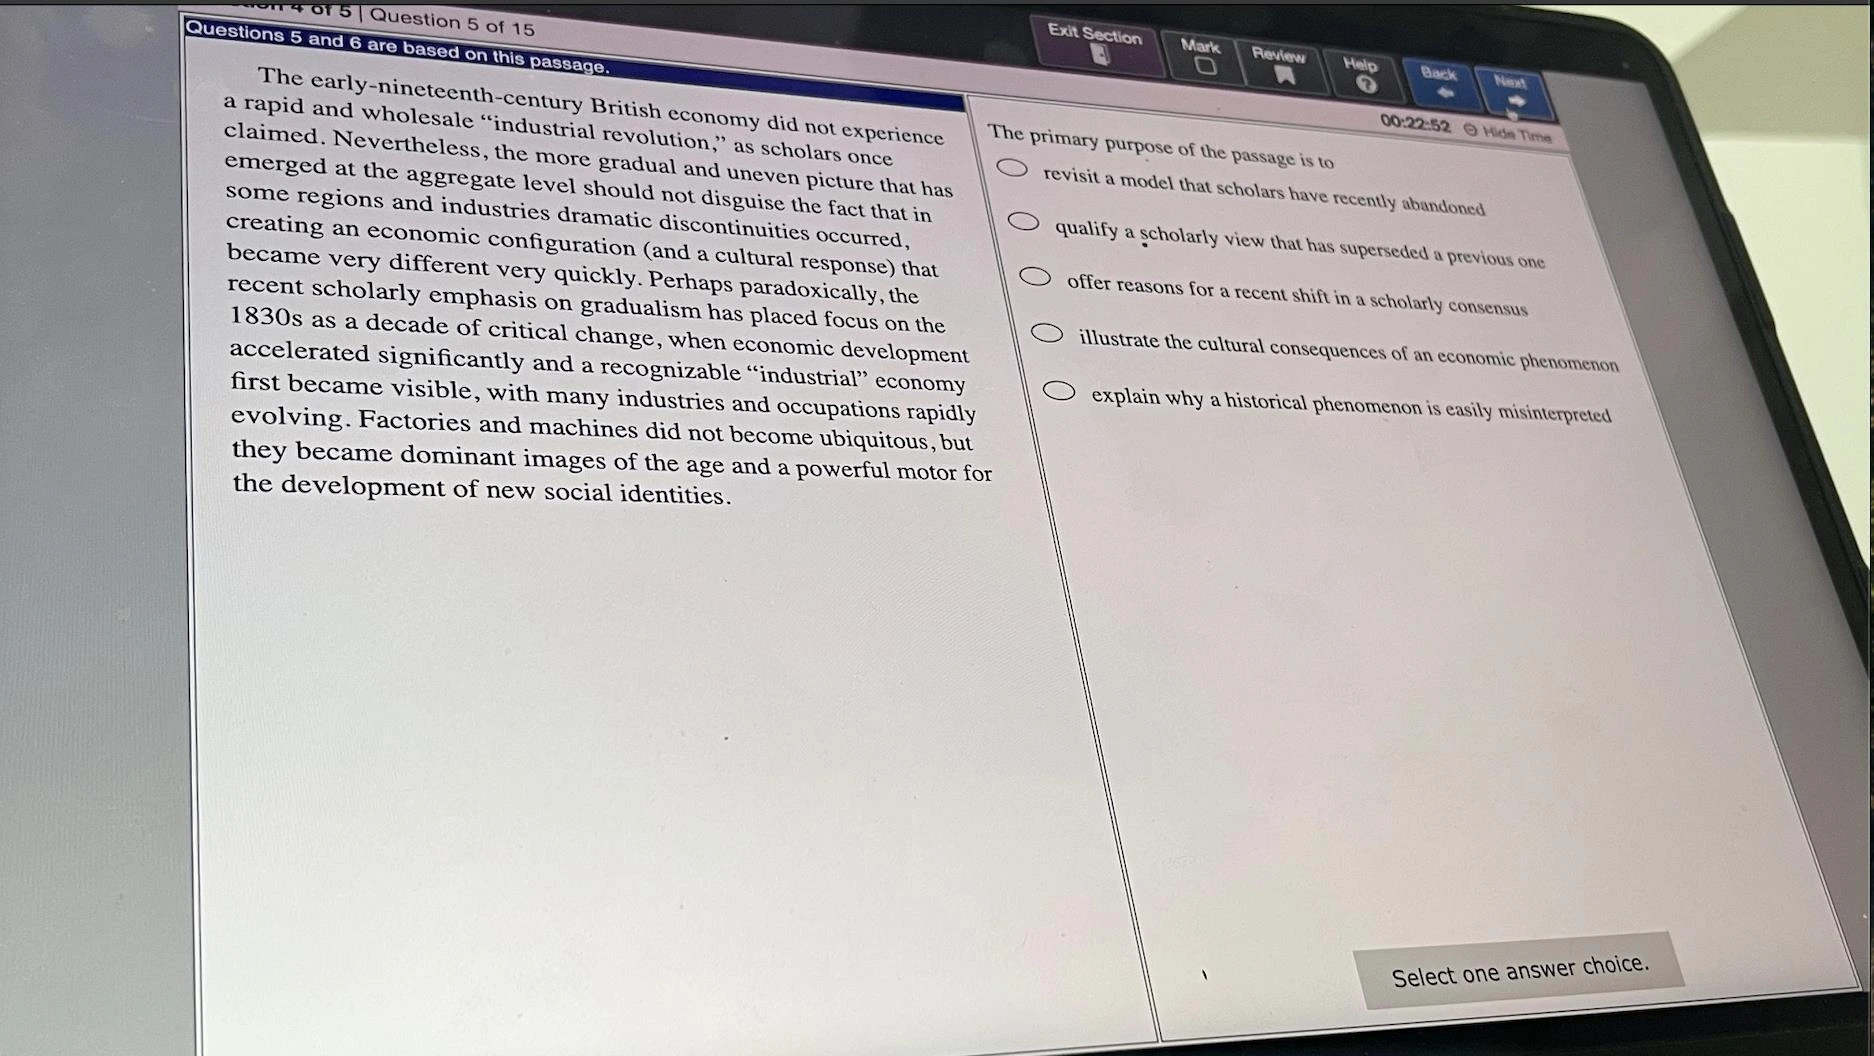 4 of 5 | Question 5 of 15
Exit Section
Mark
Review
Help
Back
Next
00:22:52 Hide Time
Questions 5 and 6 are based on this passage.
The early-nineteenth-century British economy did not experience
a rapid and wholesale “industrial revolution,” as scholars once
claimed. Nevertheless, the more gradual and uneven picture that has
emerged at the aggregate level should not disguise the fact that in
some regions and industries dramatic discontinuities occurred,
creating an economic configuration (and a cultural response) that
became very different very quickly. Perhaps paradoxically, the
recent scholarly emphasis on gradualism has placed focus on the
1830s as a decade of critical change, when economic development
accelerated significantly and a recognizable “industrial” economy
first became visible, with many industries and occupations rapidly
evolving. Factories and machines did not become ubiquitous, but
they became dominant images of the age and a powerful motor for
the development of new social identities.
The primary purpose of the passage is to
revisit a model that scholars have recently abandoned
qualify a scholarly view that has superseded a previous one
offer reasons for a recent shift in a scholarly consensus
illustrate the cultural consequences of an economic phenomenon
explain why a historical phenomenon is easily misinterpreted
Select one answer choice.